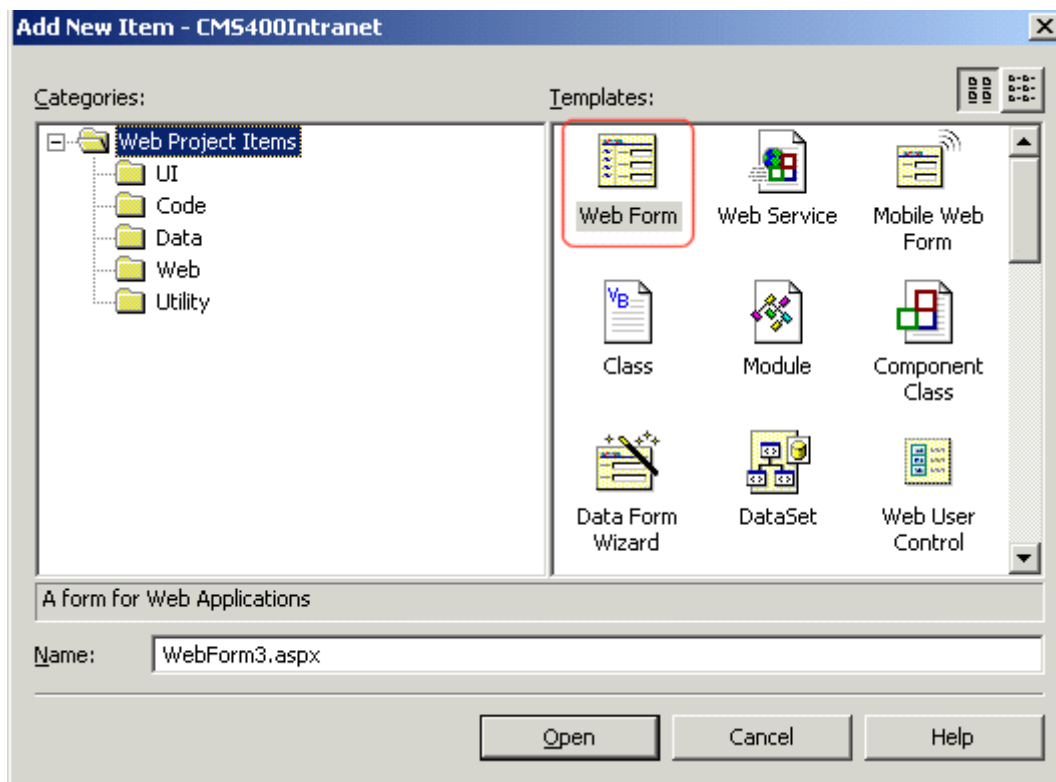 Add New Item - CMS400Intranet
Categories:
Templates:
Web Project Items
UI
Code
Data
Web
Utility
Web Form
Web Service
Mobile Web
Form
VB
Class
Module
Component
Class
Data Form
Wizard
DataSet
Web User
Control
A form for Web Applications
Name:
WebForm3.aspx
Open
Cancel
Help